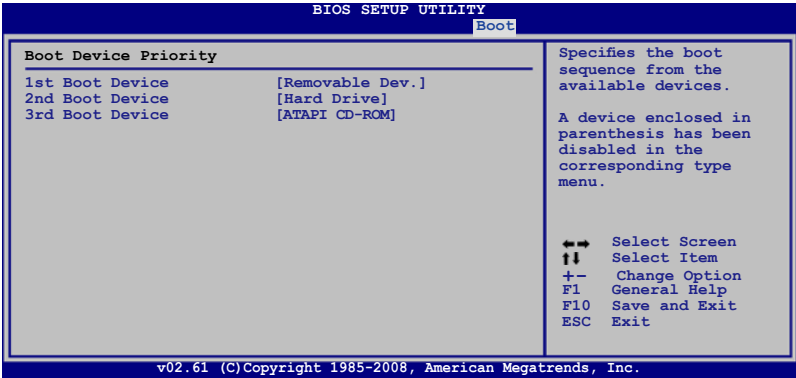 BIOS SETUP UTILITY
Boot
Boot Device Priority
1st Boot Device [Removable Dev.]
2nd Boot Device [Hard Drive]
3rd Boot Device [ATAPI CD-ROM]
Specifies the boot
sequence from the
available devices.
A device enclosed in
parenthesis has been
disabled in the
corresponding type
menu.
←→ Select Screen
↑↓ Select Item
+- Change Option
F1 General Help
F10 Save and Exit
ESC Exit
v02.61 (C)Copyright 1985-2008, American Megatrends, Inc.